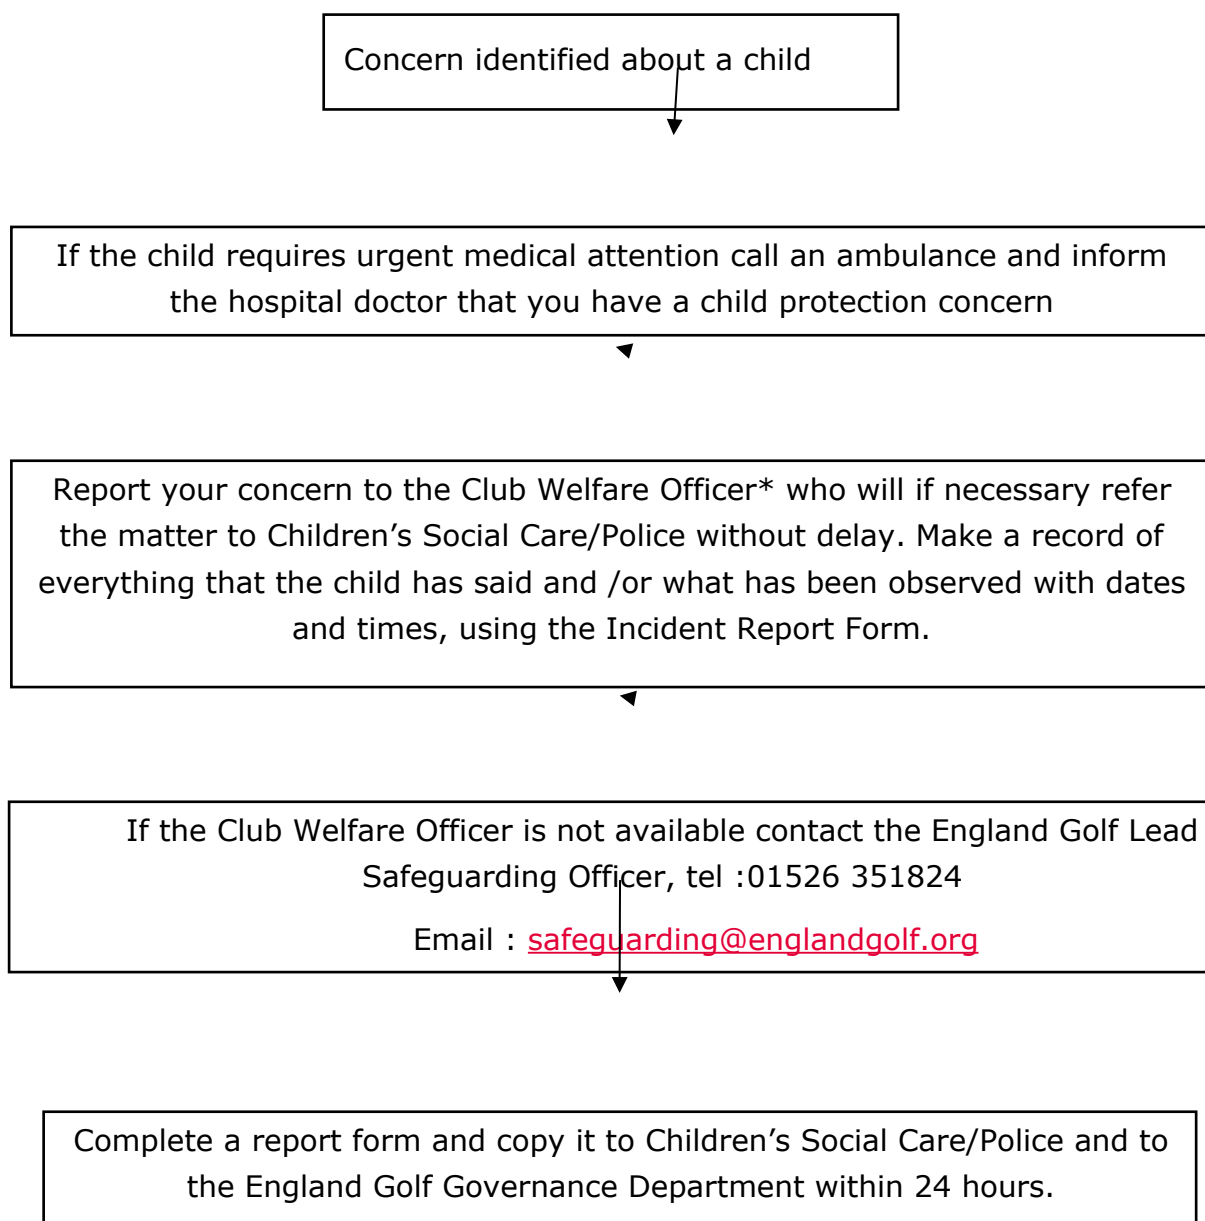 Concern identified about a child
If the child requires urgent medical attention call an ambulance and inform
the hospital doctor that you have a child protection concern
Report your concern to the Club Welfare Officer* who will if necessary refer
the matter to Children’s Social Care/Police without delay. Make a record of
everything that the child has said and /or what has been observed with dates
and times, using the Incident Report Form.
If the Club Welfare Officer is not available contact the England Golf Lead
Safeguarding Officer, tel :01526 351824
Email : safeguarding@englandgolf.org
Complete a report form and copy it to Children’s Social Care/Police and to
the England Golf Governance Department within 24 hours.